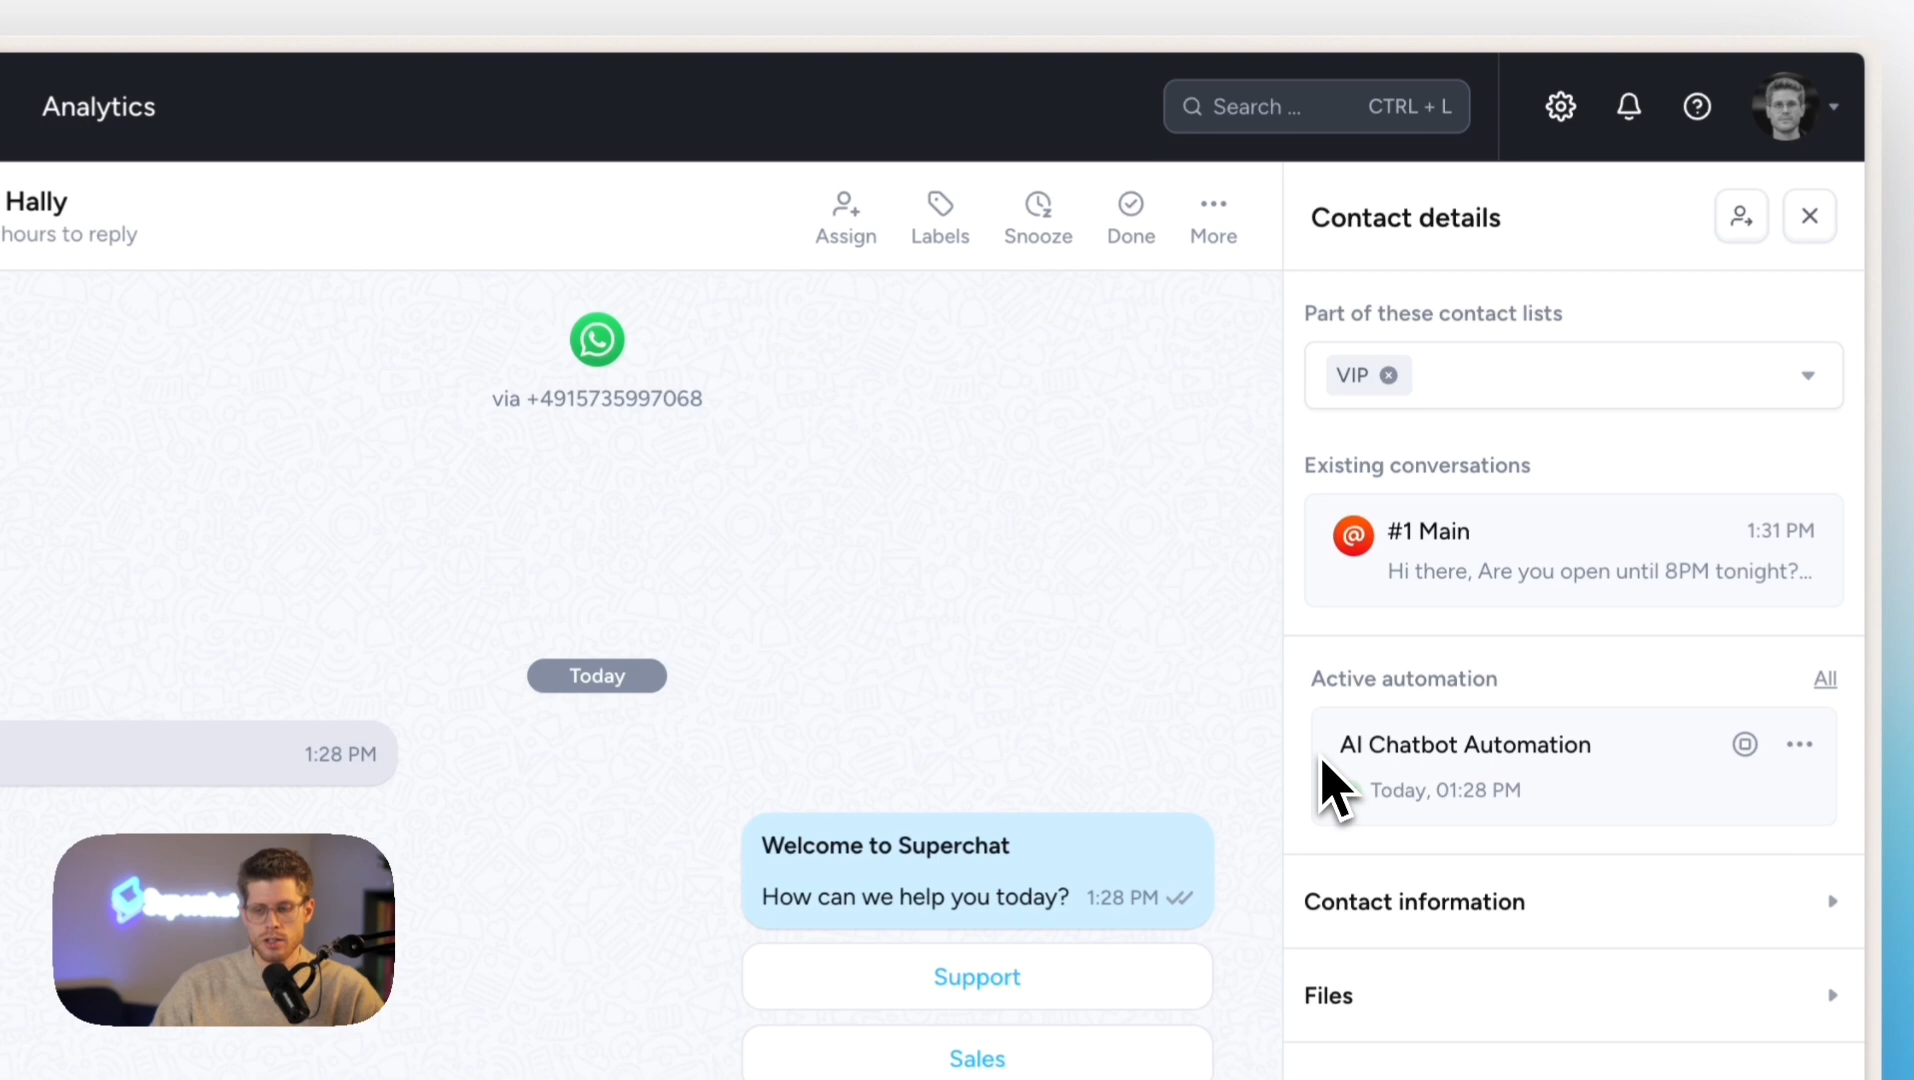 Analytics
Search ... CTRL + L
Hally
hours to reply
Assign
Labels
Snooze
Done
More
Contact details
via +4915735997068
Part of these contact lists
VIP
Existing conversations
#1 Main 1:31 PM
Hi there, Are you open until 8PM tonight?...
Today
Active automation All
AI Chatbot Automation
Today, 01:28 PM
1:28 PM
Welcome to Superchat
How can we help you today? 1:28 PM
Superchat
Support
Sales
Contact information
Files